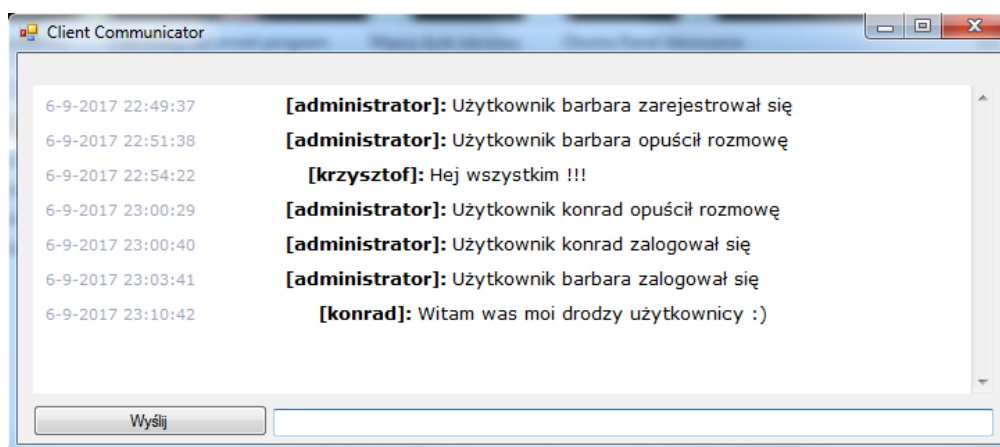 Client Communicator
6-9-2017 22:49:37 [administrator]: Użytkownik barbara zarejestrował się
6-9-2017 22:51:38 [administrator]: Użytkownik barbara opuścił rozmowę
6-9-2017 22:54:22 [krzysztof]: Hej wszystkim !!!
6-9-2017 23:00:29 [administrator]: Użytkownik konrad opuścił rozmowę
6-9-2017 23:00:40 [administrator]: Użytkownik konrad zalogował się
6-9-2017 23:03:41 [administrator]: Użytkownik barbara zalogował się
6-9-2017 23:10:42 [konrad]: Witam was moi drodzy użytkownicy :)
Wyślij